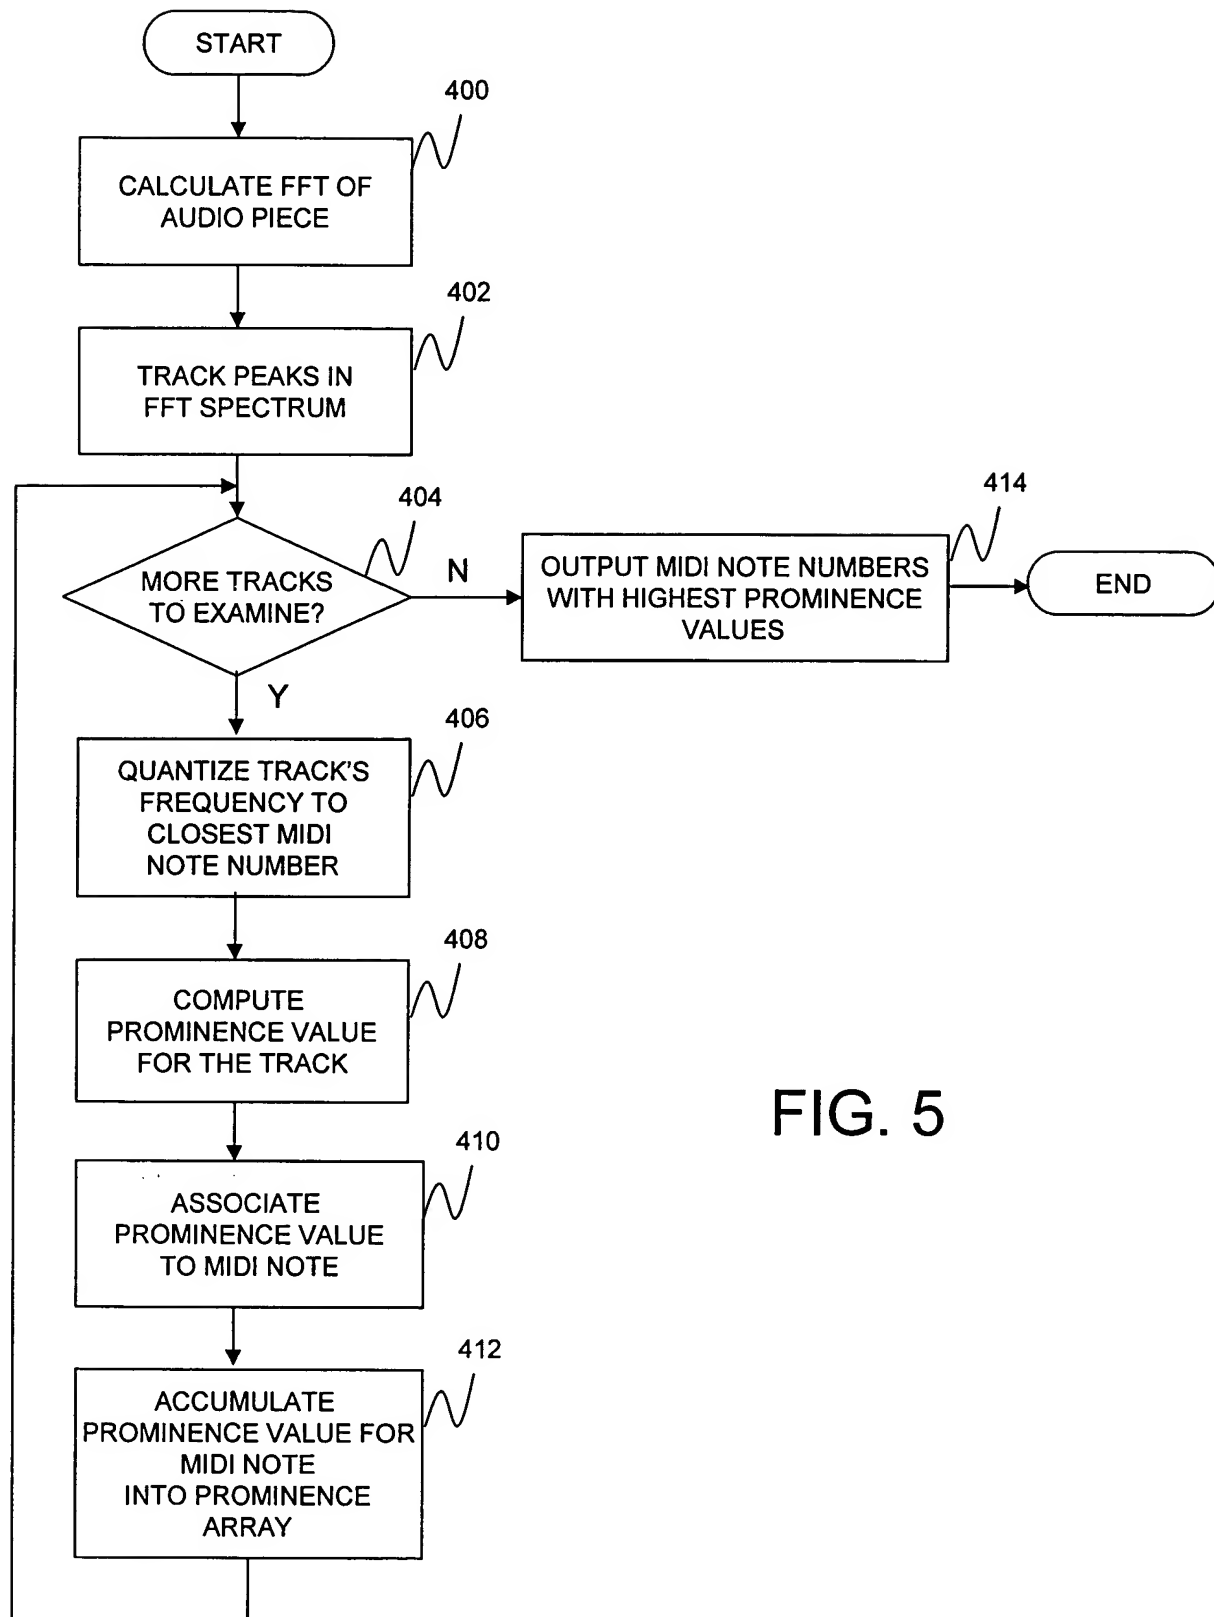 START
400
CALCULATE FFT OF
AUDIO PIECE
402
TRACK PEAKS IN
FFT SPECTRUM
404
MORE TRACKS
TO EXAMINE?
N
414
OUTPUT MIDI NOTE NUMBERS
WITH HIGHEST PROMINENCE
VALUES
END
Y
406
QUANTIZE TRACK'S
FREQUENCY TO
CLOSEST MIDI
NOTE NUMBER
408
COMPUTE
PROMINENCE VALUE
FOR THE TRACK
410
ASSOCIATE
PROMINENCE VALUE
TO MIDI NOTE
412
ACCUMULATE
PROMINENCE VALUE FOR
MIDI NOTE
INTO PROMINENCE
ARRAY
FIG. 5